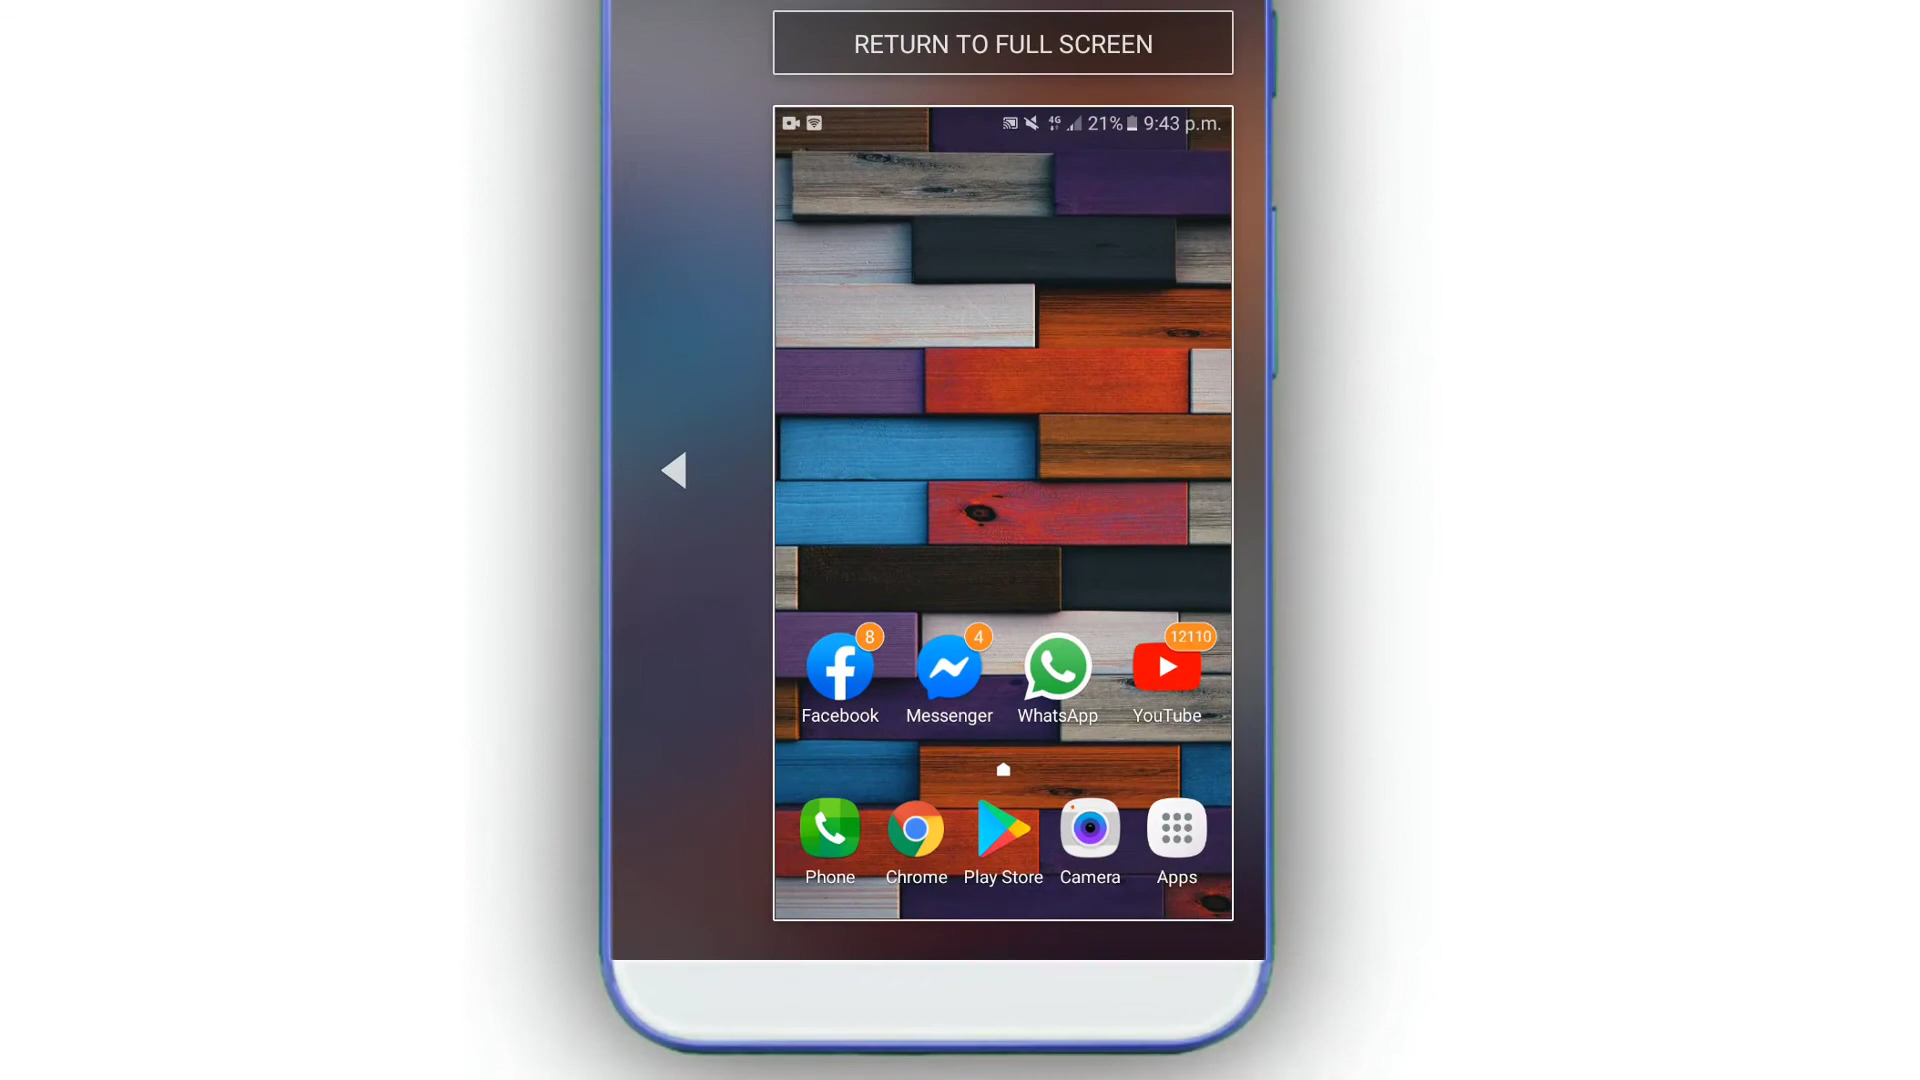 RETURN TO FULL SCREEN
4G 21% 9:43 p.m.
8 4 12110
Facebook Messenger WhatsApp YouTube
Phone Chrome Play Store Camera Apps